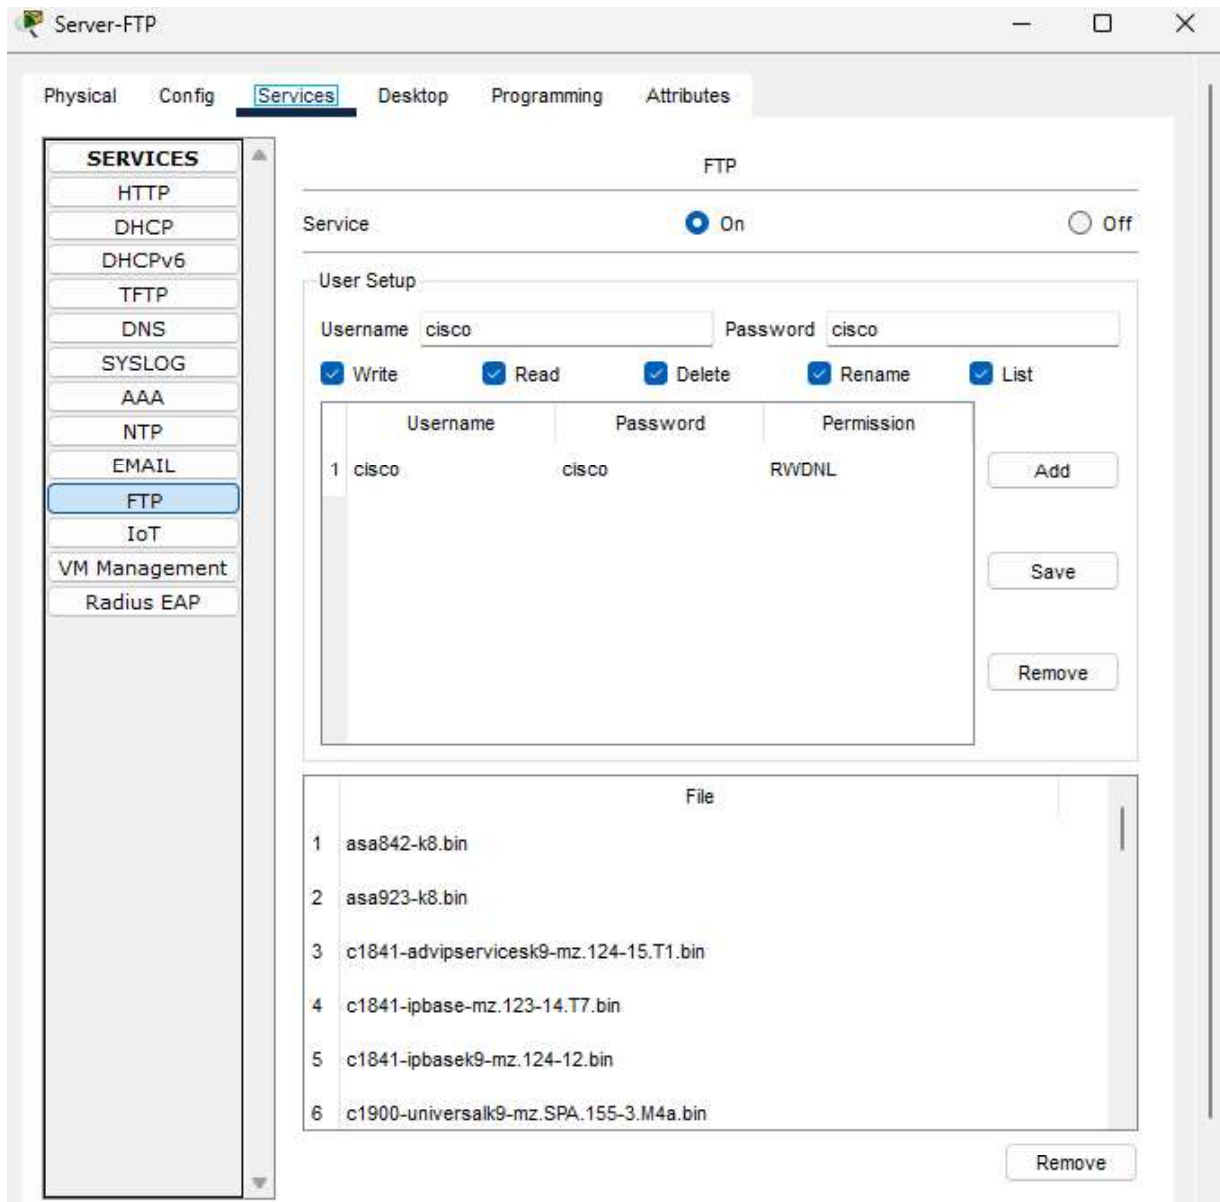 Server-FTP
Physical Config Services Desktop Programming Attributes
SERVICES
HTTP
DHCP
DHCPv6
TFTP
DNS
SYSLOG
AAA
NTP
EMAIL
FTP
IoT
VM Management
Radius EAP
FTP
Service On Off
User Setup
Username cisco Password cisco
Write Read Delete Rename List
Username Password Permission
1 cisco cisco RWDNL
Add
Save
Remove
File
1 asa842-k8.bin
2 asa923-k8.bin
3 c1841-advipservicesk9-mz.124-15.T1.bin
4 c1841-ipbase-mz.123-14.T7.bin
5 c1841-ipbasek9-mz.124-12.bin
6 c1900-universalk9-mz.SPA.155-3.M4a.bin
Remove